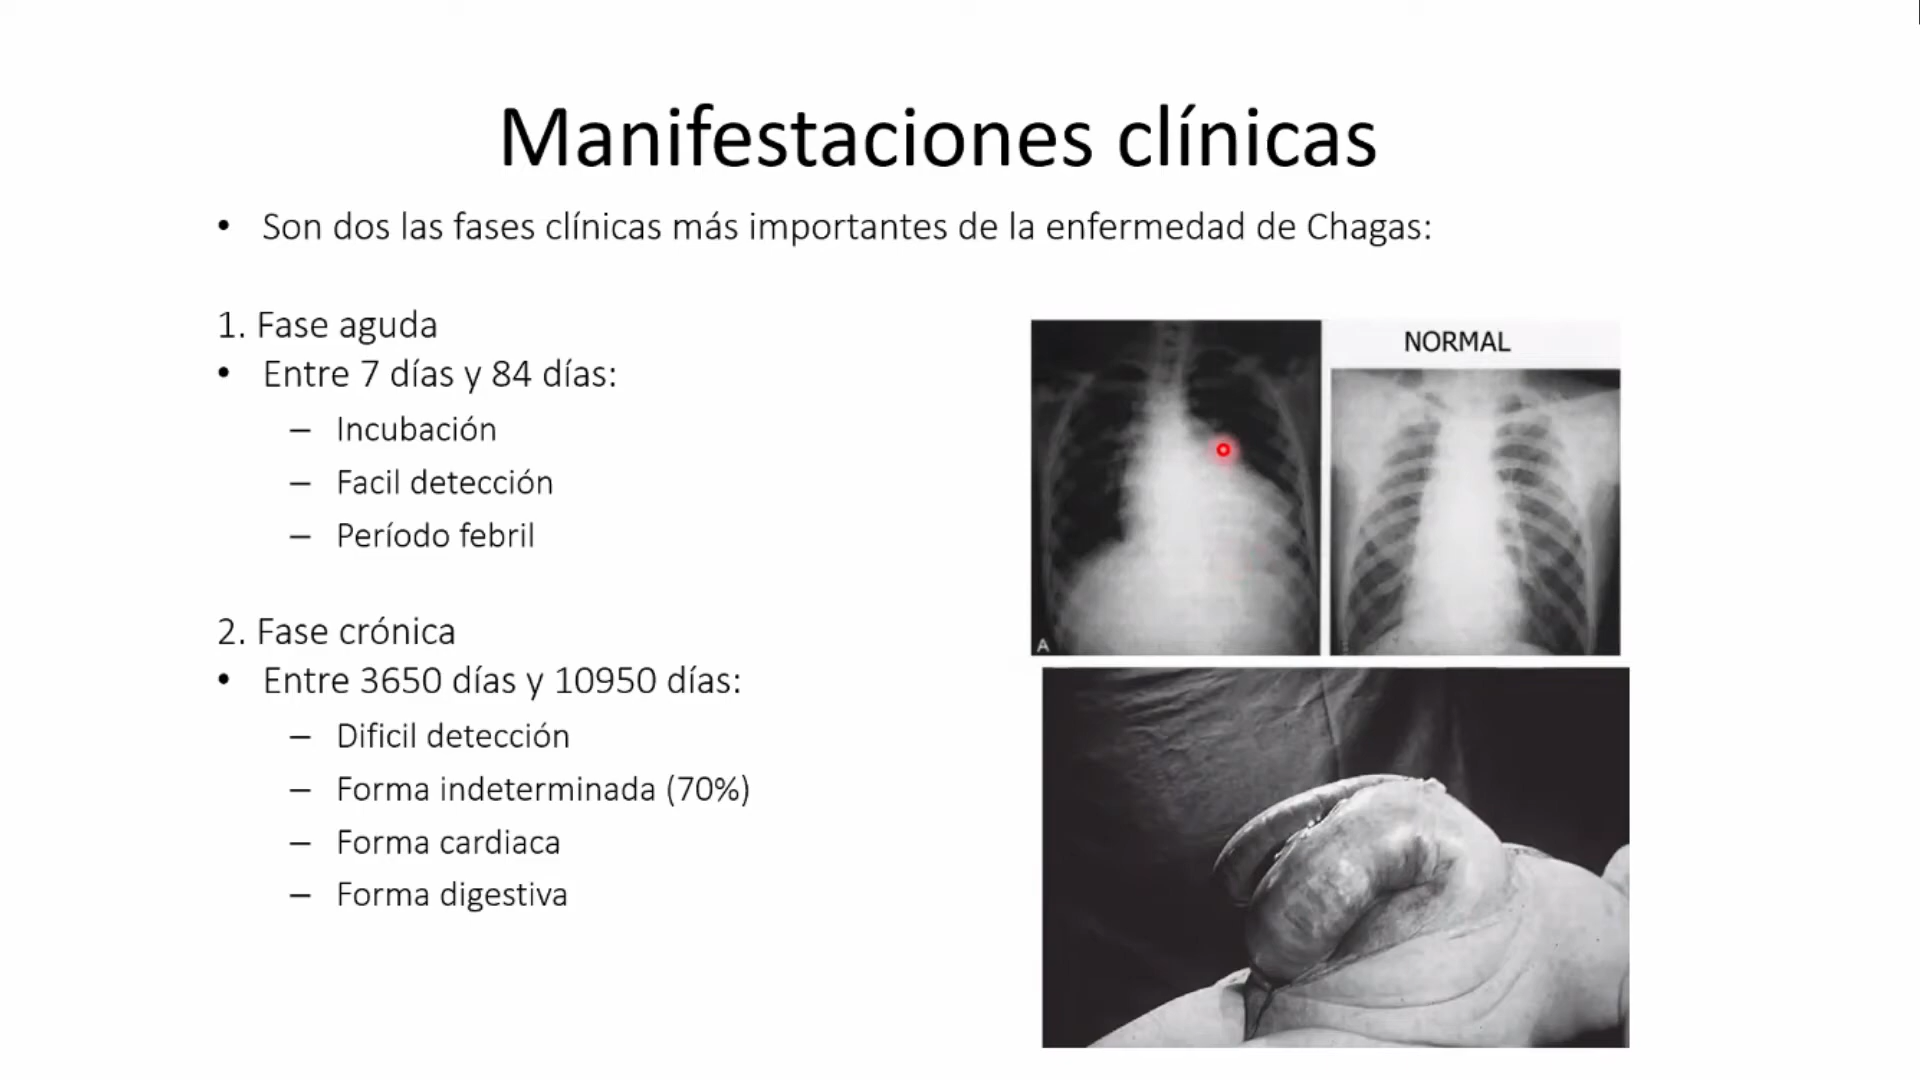 Manifestaciones clínicas
• Son dos las fases clínicas más importantes de la enfermedad de Chagas:
1. Fase aguda
• Entre 7 días y 84 días:
– Incubación
– Facil detección
– Período febril
2. Fase crónica
• Entre 3650 días y 10950 días:
– Dificil detección
– Forma indeterminada (70%)
– Forma cardiaca
– Forma digestiva
NORMAL
A